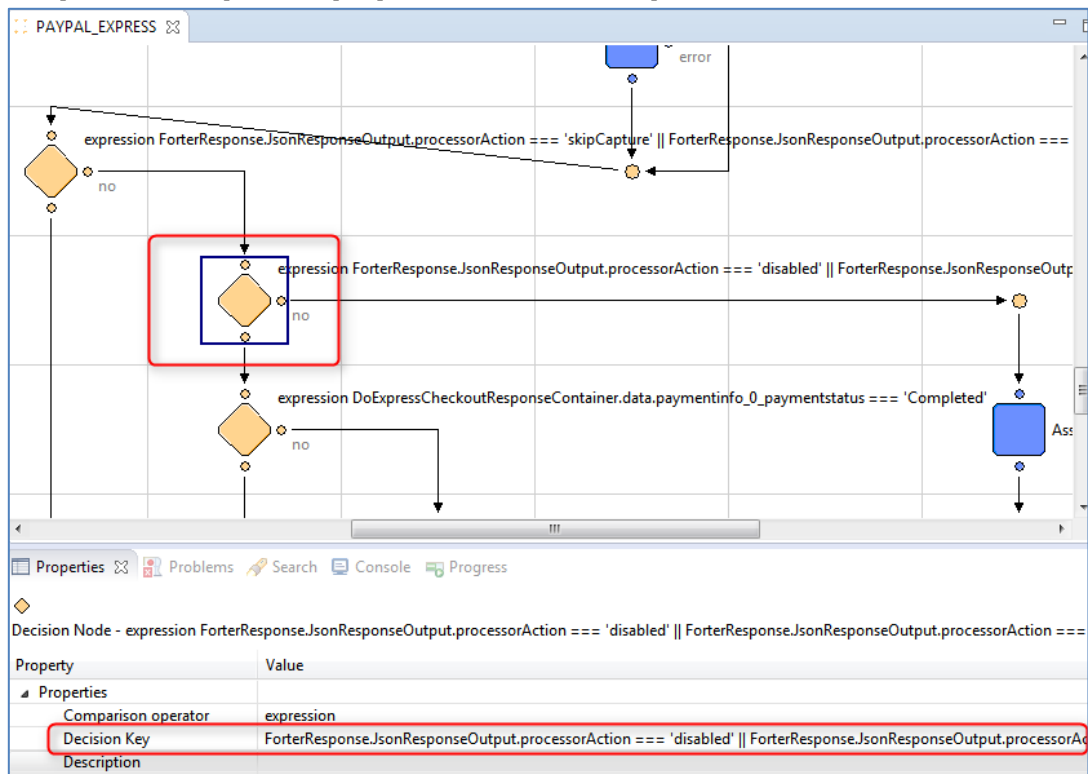 PAYPAL_EXPRESS
error
expression ForterResponse.JsonResponseOutput.processorAction === 'skipCapture' || ForterResponse.JsonResponseOutput.processorAction ===
no
expression ForterResponse.JsonResponseOutput.processorAction === 'disabled' || ForterResponse.JsonResponseOutp
no
expression DoExpressCheckoutResponseContainer.data.paymentinfo_0_paymentstatus === 'Completed'
no
Ass
Properties Problems Search Console Progress
Decision Node - expression ForterResponse.JsonResponseOutput.processorAction === 'disabled' || ForterResponse.JsonResponseOutput.processorAction ===
Property Value
Properties
Comparison operator expression
Decision Key ForterResponse.JsonResponseOutput.processorAction === 'disabled' || ForterResponse.JsonResponseOutput.processorAc
Description